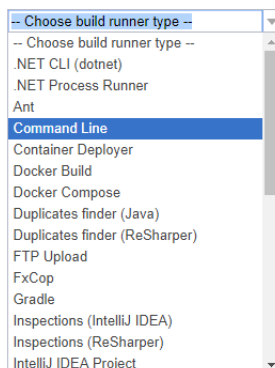 -- Choose build runner type --
-- Choose build runner type --
.NET CLI (dotnet)
.NET Process Runner
Ant
Command Line
Container Deployer
Docker Build
Docker Compose
Duplicates finder (Java)
Duplicates finder (ReSharper)
FTP Upload
FxCop
Gradle
Inspections (IntelliJ IDEA)
Inspections (ReSharper)
IntelliJ IDEA Project